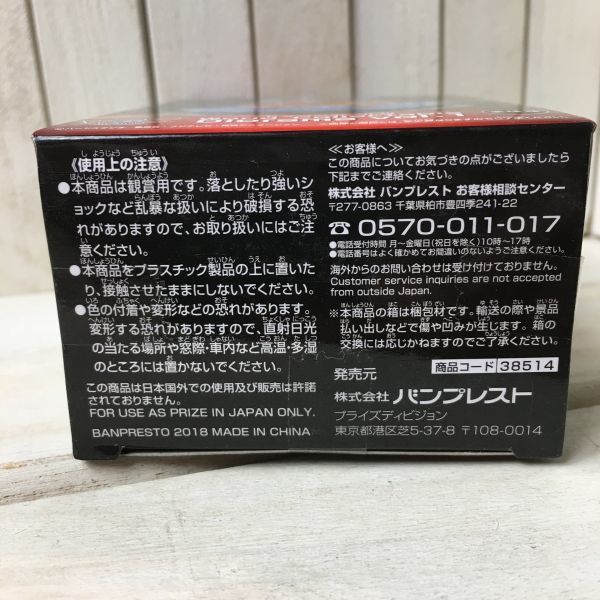 《使用上の注意》
●本商品は観賞用です。落としたり強いシ
ョックなど乱暴な扱いにより破損する恐
れがありますので、お取り扱いにはご注
意ください。
●本商品をプラスチック製品の上に置いた
り、接触させたままにしないでください。
●色の付着や変形などの恐れがあります。
変形する恐れがありますので、直射日光
の当たる場所や窓際・車内など高温・多湿
のところには置かないでください。
この商品は日本国外での使用及び販売は許諾
されておりません。
FOR USE AS PRIZE IN JAPAN ONLY.
BANPRESTO 2018 MADE IN CHINA
≪お客様へ≫
この商品についてお気づきの点がございましたら
下記までご連絡ください。
株式会社 バンプレスト お客様相談センター
〒277-0863 千葉県柏市豊四季241-22
☎0570-011-017
●電話受付時間 月~金曜日(祝日を除く)10時~17時
●電話番号はよく確かめてお間違いのないようご注意ください。
海外からのお問い合わせは受け付けておりません。
Customer service inquiries are not accepted
from outside Japan.
※本商品の箱は梱包材です。輸送の際や景品
払い出しなどで傷や凹みが生じます。箱の
交換には応じかねますのでご了承ください。
商品コード 38514
発売元
株式会社 バンプレスト
プライズディビジョン
東京都港区芝5-37-8 〒108-0014